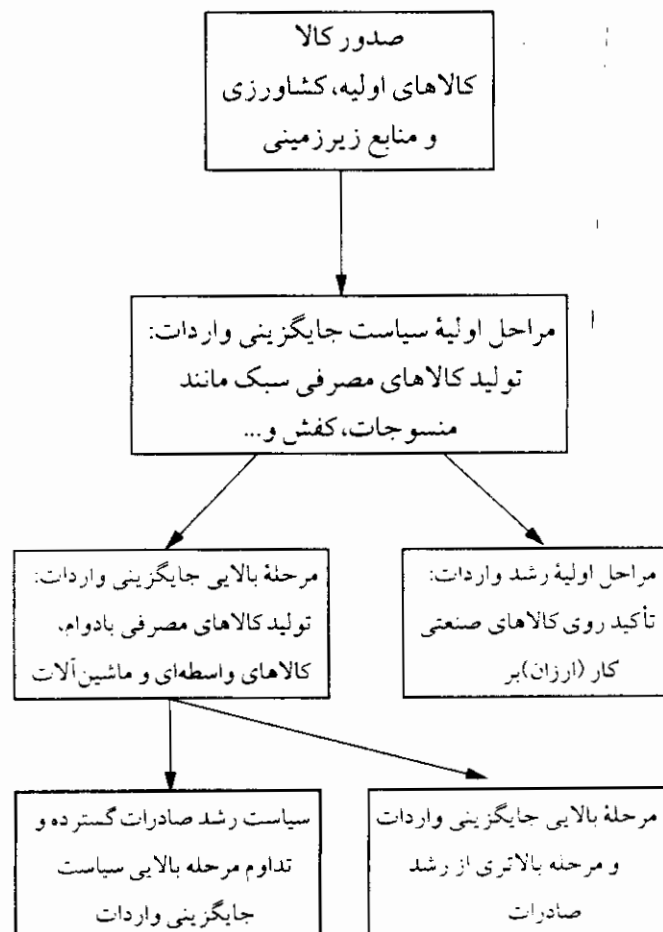 صدور کالا
کالاهای اولیه، کشاورزی
و منابع زیرزمینی
مراحل اولیهٔ سیاست جایگزینی واردات:
تولید کالاهای مصرفی سبک مانند
منسوجات، کفش و...
مراحل اولیهٔ رشد واردات:
تأکید روی کالاهای صنعتی
کار (ارزان)بر
مرحلهٔ بالایی جایگزینی واردات:
تولید کالاهای مصرفی بادوام،
کالاهای واسطه‌ای و ماشین‌آلات
مرحلهٔ بالایی جایگزینی واردات
و مرحله بالاتری از رشد
صادرات
سیاست رشد صادرات گسترده و
تداوم مرحله بالایی سیاست
جایگزینی واردات